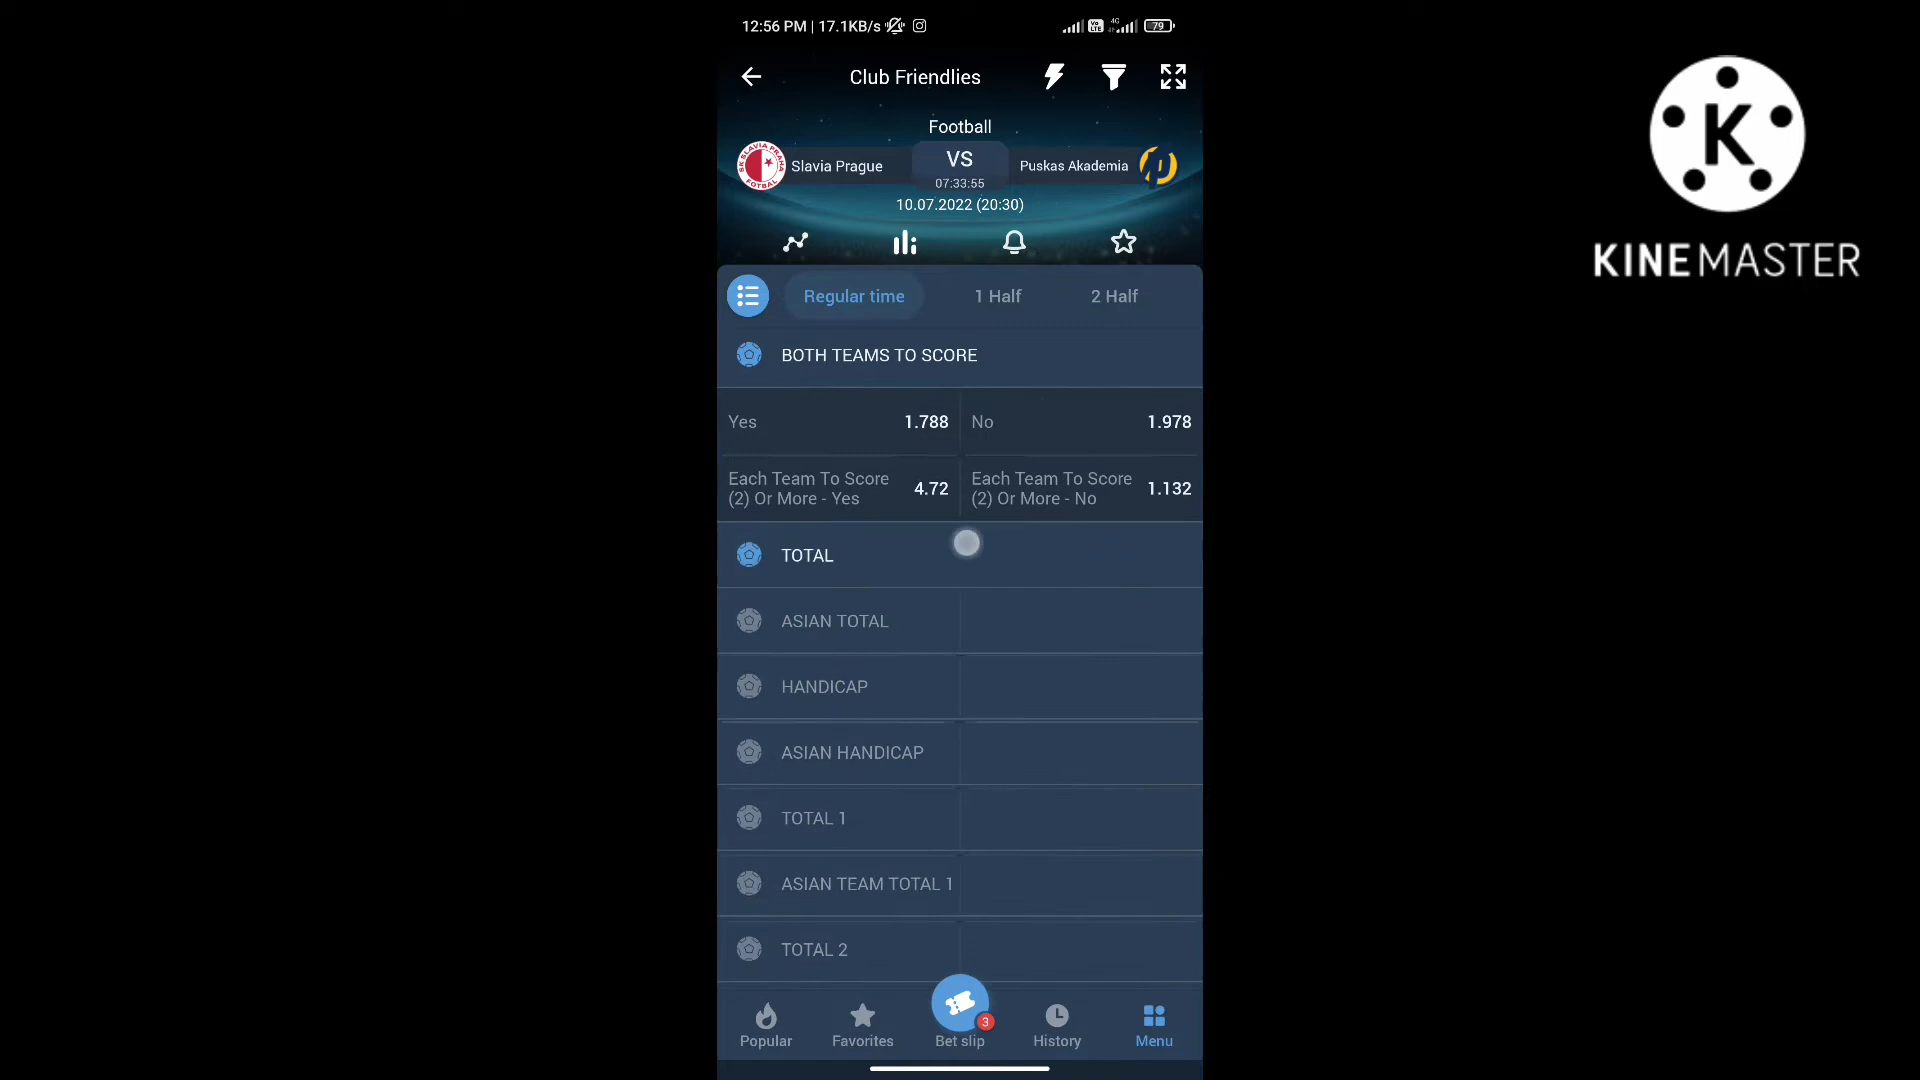 12:56 PM | 17.1KB/s
4G
79
Club Friendlies
Football
Slavia Prague
VS
Puskas Akademia
07:33:55
10.07.2022 (20:30)
Regular time
1 Half
2 Half
BOTH TEAMS TO SCORE
Yes 1.788
No 1.978
Each Team To Score
(2) Or More - Yes
4.72
Each Team To Score
(2) Or More - No
1.132
TOTAL
ASIAN TOTAL
HANDICAP
ASIAN HANDICAP
TOTAL 1
ASIAN TEAM TOTAL 1
TOTAL 2
Popular
Favorites
3
Bet slip
History
Menu
K
KINEMASTER